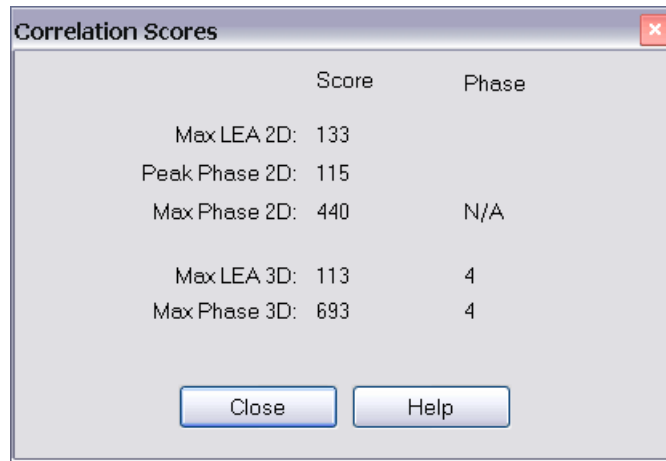 Correlation Scores
Score Phase
Max LEA 2D: 133
Peak Phase 2D: 115
Max Phase 2D: 440 N/A
Max LEA 3D: 113 4
Max Phase 3D: 693 4
Close Help